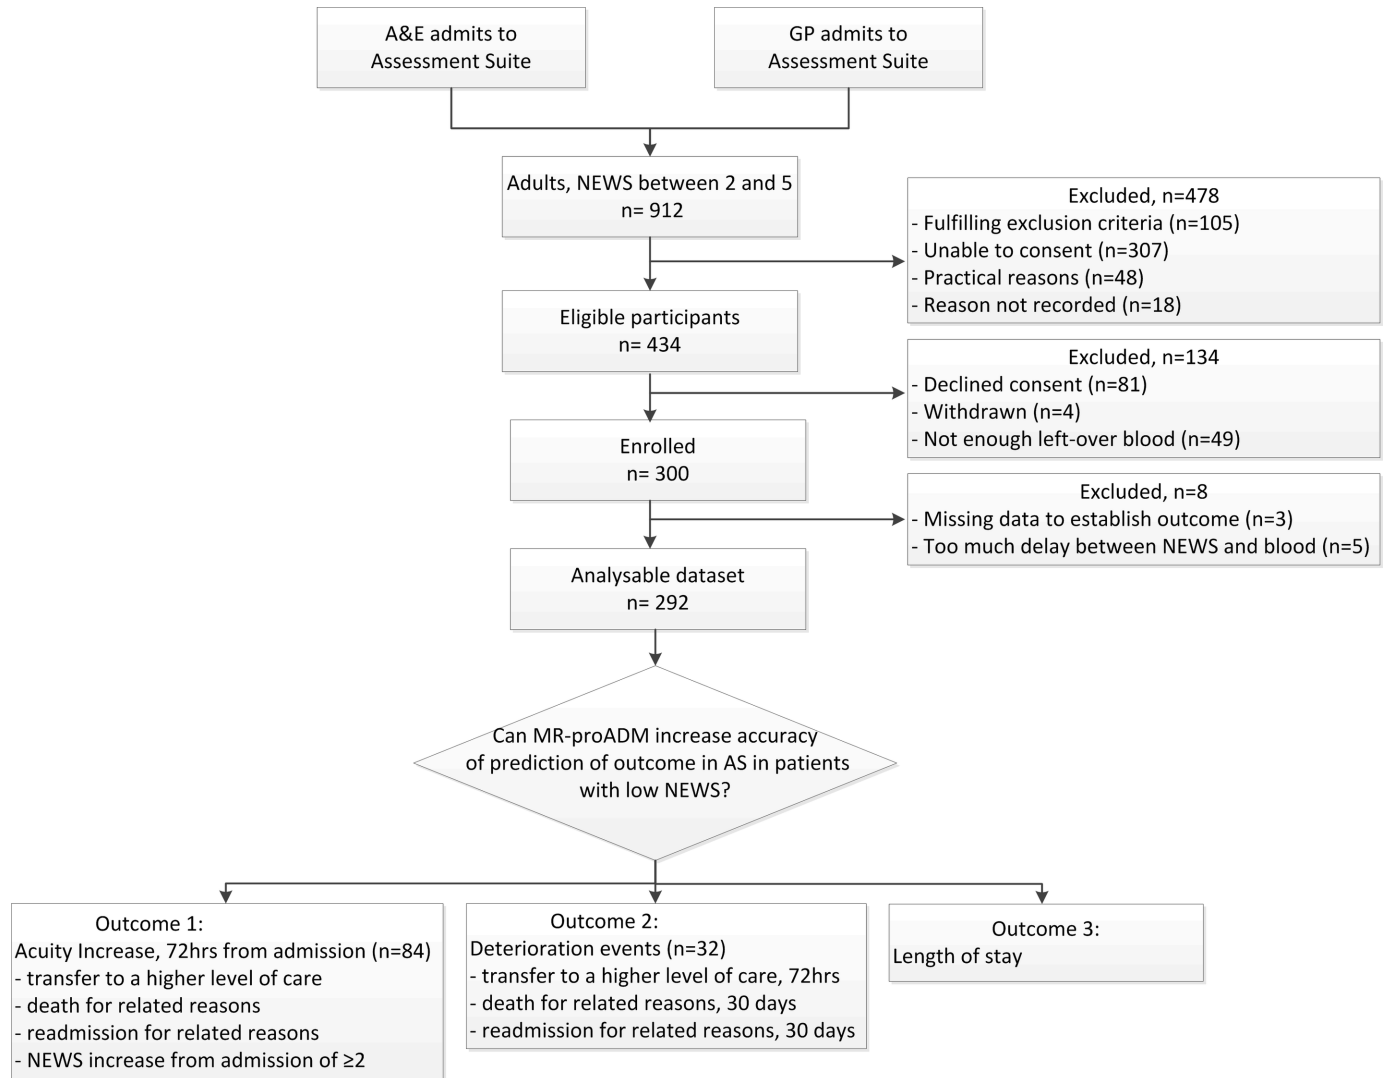 A&E admits to
Assessment Suite
GP admits to
Assessment Suite
Adults, NEWS between 2 and 5
n= 912
Excluded, n=478
- Fulfilling exclusion criteria (n=105)
- Unable to consent (n=307)
- Practical reasons (n=48)
- Reason not recorded (n=18)
Eligible participants
n= 434
Excluded, n=134
- Declined consent (n=81)
- Withdrawn (n=4)
- Not enough left-over blood (n=49)
Enrolled
n= 300
Excluded, n=8
- Missing data to establish outcome (n=3)
- Too much delay between NEWS and blood (n=5)
Analysable dataset
n= 292
Can MR-proADM increase accuracy
of prediction of outcome in AS in patients
with low NEWS?
Outcome 1:
Acuity Increase, 72hrs from admission (n=84)
- transfer to a higher level of care
- death for related reasons
- readmission for related reasons
- NEWS increase from admission of ≥2
Outcome 2:
Deterioration events (n=32)
- transfer to a higher level of care, 72hrs
- death for related reasons, 30 days
- readmission for related reasons, 30 days
Outcome 3:
Length of stay